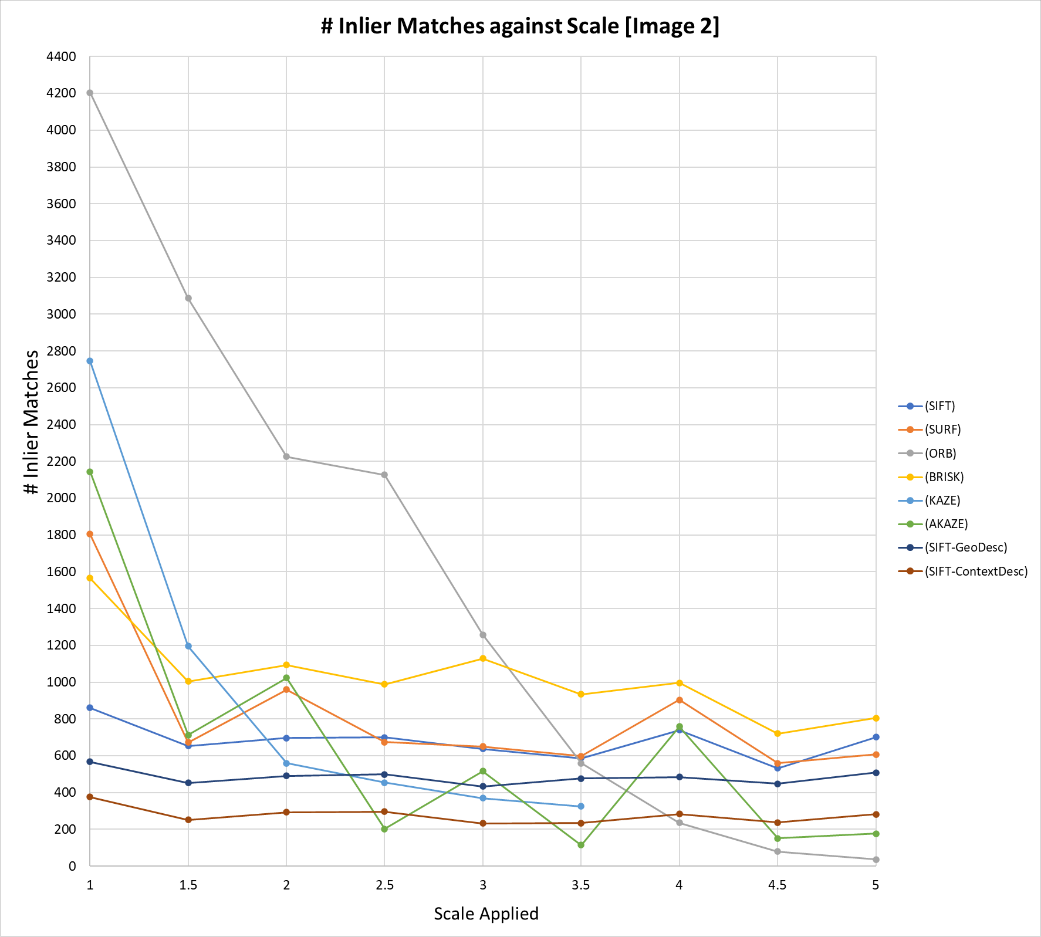 # Inlier Matches against Scale [Image 2]
4400
4200
4000
3800
3600
3400
3200
3000
2800
2600
2400
2200
2000
1800
1600
1400
1200
1000
800
600
400
200
0
# Inlier Matches
1 1.5 2 2.5 3 3.5 4 4.5 5
Scale Applied
(SIFT)
(SURF)
(ORB)
(BRISK)
(KAZE)
(AKAZE)
(SIFT-GeoDesc)
(SIFT-ContextDesc)